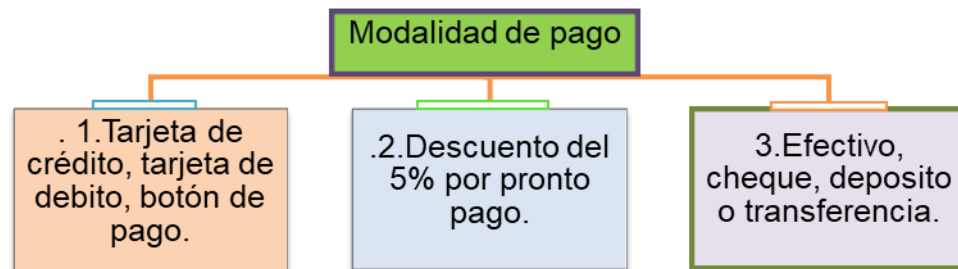 Modalidad de pago
. 1.Tarjeta de
crédito, tarjeta de
debito, botón de
pago.
.2.Descuento del
5% por pronto
pago.
3.Efectivo,
cheque, deposito
o transferencia.